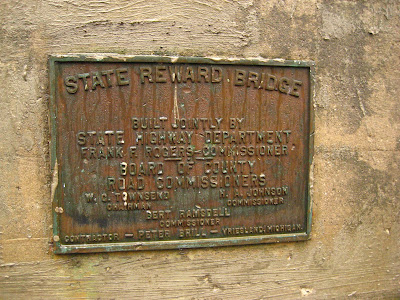 STATE REWARD BRIDGE
BUILT JOINTLY BY
STATE HIGHWAY DEPARTMENT
FRANK F. ROGERS-COMMISSIONER
BOARD OF COUNTY
ROAD COMMISSIONERS
W. O. TOWNSEND H. J. JOHNSON
CHAIRMAN COMMISSIONER
BERT RAMSDELL
COMMISSIONER
CONTRACTOR - PETER BRILL - VRIESLAND, MICHIGAN.